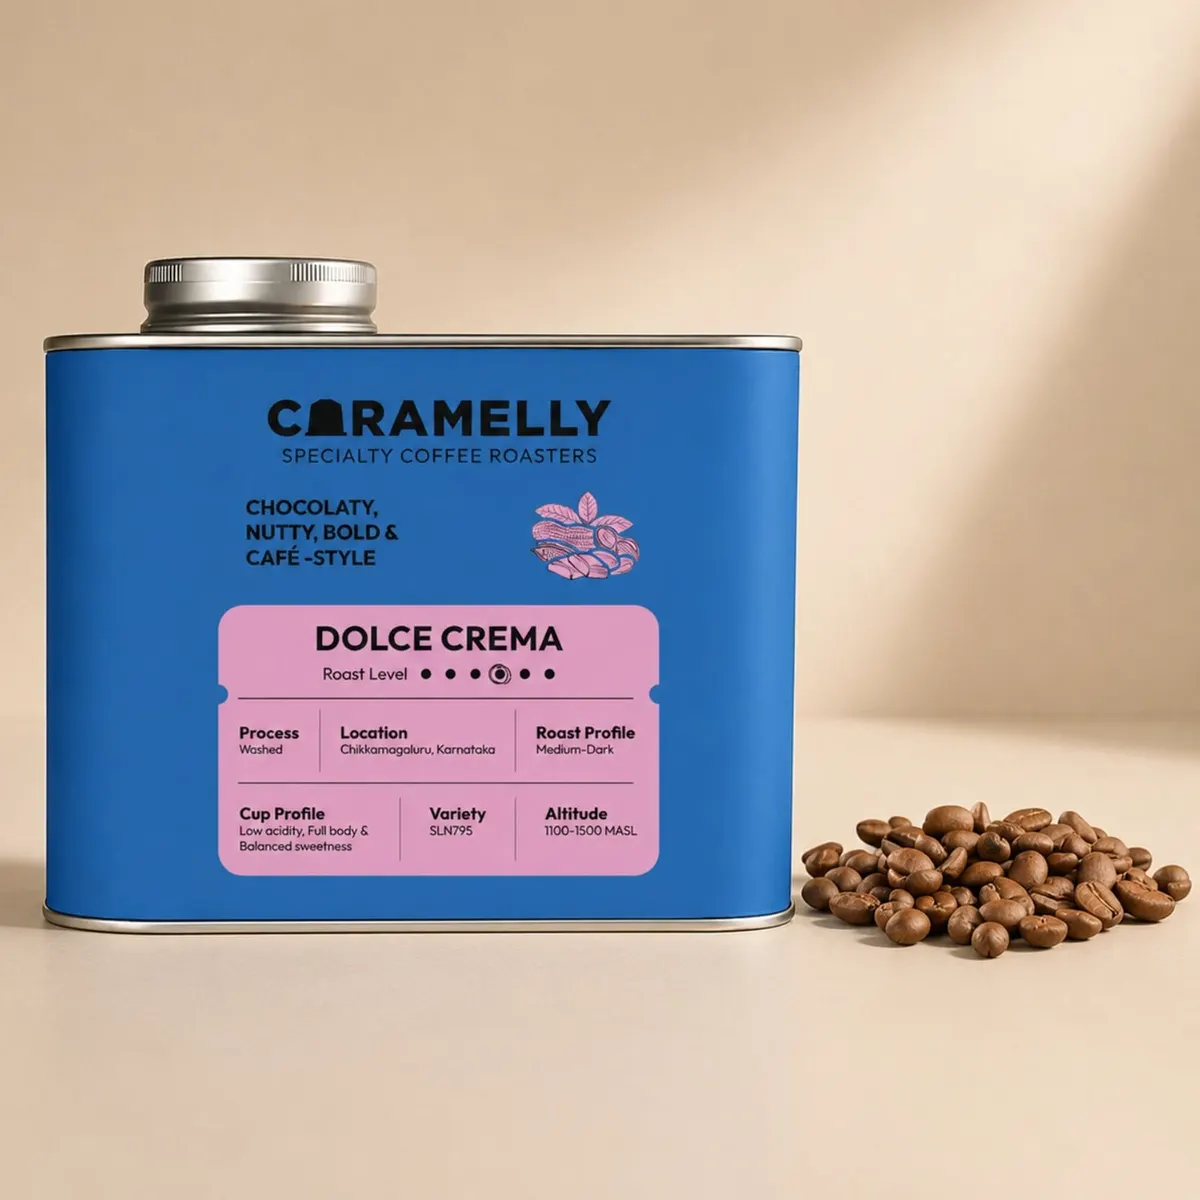 CARAMELLY
SPECIALTY COFFEE ROASTERS
CHOCOLATY,
NUTTY, BOLD &
CAFÉ -STYLE
DOLCE CREMA
Roast Level
Process
Washed
Location
Chikkamagaluru, Karnataka
Roast Profile
Medium-Dark
Cup Profile
Low acidity, Full body &
Balanced sweetness
Variety
SLN795
Altitude
1100-1500 MASL